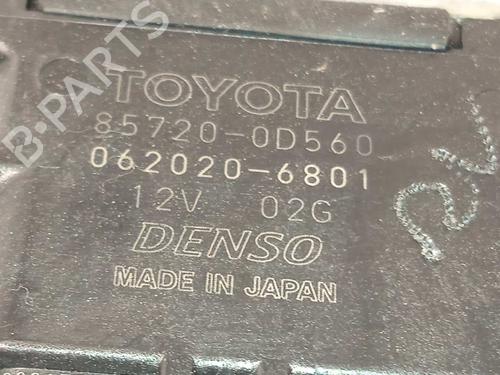 B-PARTS
TOYOTA
85720-0D560
062020-6801
12V 02G
DENSO
MADE IN JAPAN